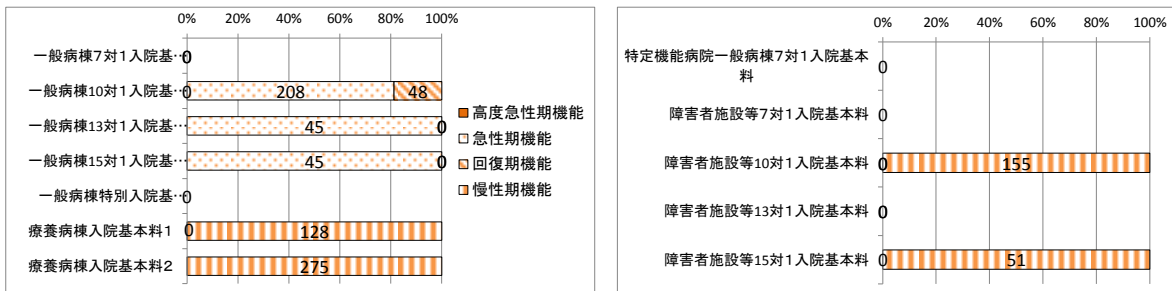 0% 20% 40% 60% 80% 100%
一般病棟7対1入院基…
0
一般病棟10対1入院基…
0 208 48
一般病棟13対1入院基…
45 0
一般病棟15対1入院基…
45 0
一般病棟特別入院基…
0
療養病棟入院基本料1
0 128
療養病棟入院基本料2
275
高度急性期機能
急性期機能
回復期機能
慢性期機能
0% 20% 40% 60% 80% 100%
特定機能病院一般病棟7対1入院基本
料
0
障害者施設等7対1入院基本料
0
障害者施設等10対1入院基本料
0 155
障害者施設等13対1入院基本料
0
障害者施設等15対1入院基本料
0 51